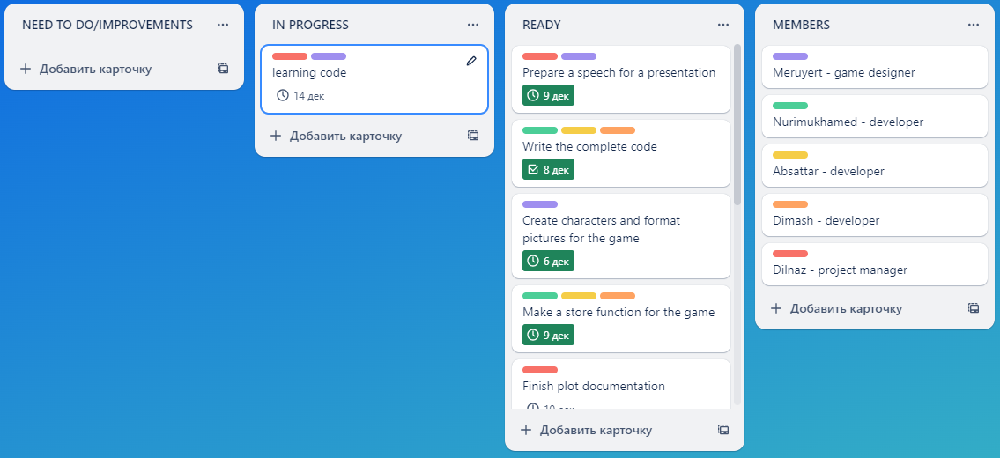 NEED TO DO/IMPROVEMENTS
Добавить карточку
IN PROGRESS
learning code
14 дек
Добавить карточку
READY
Prepare a speech for a presentation
9 дек
Write the complete code
8 дек
Create characters and format
pictures for the game
6 дек
Make a store function for the game
9 дек
Finish plot documentation
10 дек
Добавить карточку
MEMBERS
Meruyert - game designer
Nurimukhamed - developer
Absattar - developer
Dimash - developer
Dilnaz - project manager
Добавить карточку